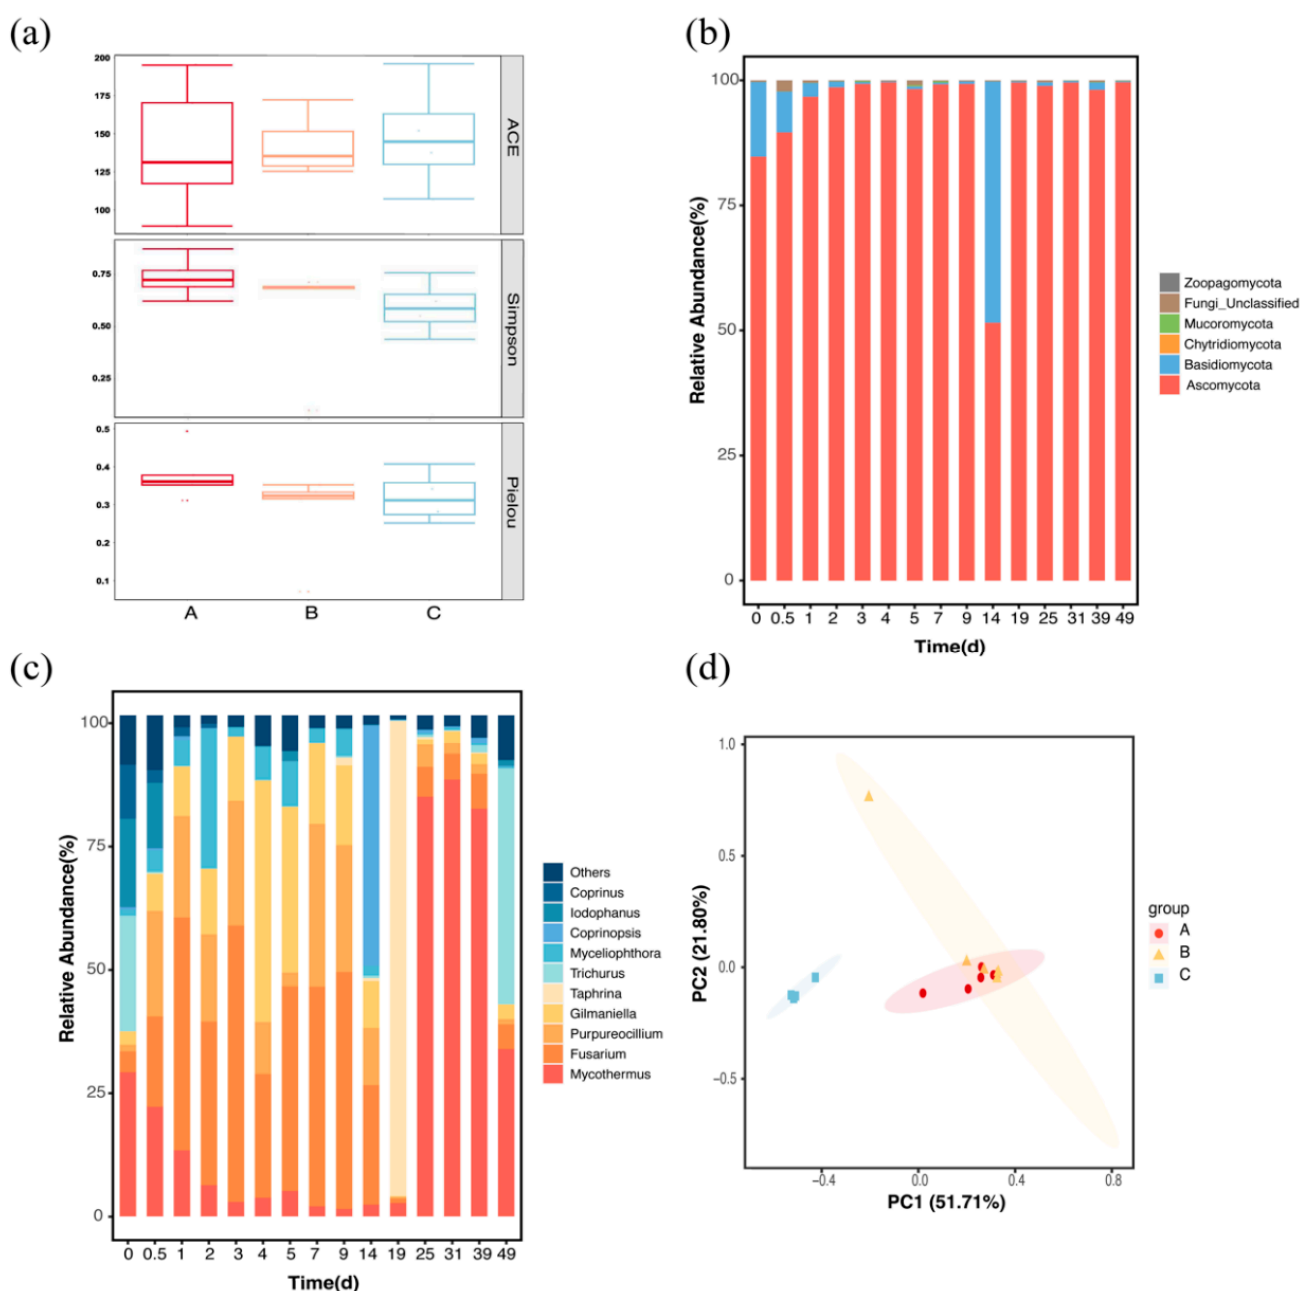 (a)
200
175
150
125
100
ACE
0.75
0.50
0.25
Simpson
0.5
0.4
0.3
0.2
0.1
Pielou
A B C
(b)
Relative Abundance(%)
100
75
50
25
0
0 0.5 1 2 3 4 5 7 9 14 19 25 31 39 49
Time(d)
Zoopagomycota
Fungi_Unclassified
Mucoromycota
Chytridiomycota
Basidiomycota
Ascomycota
(c)
Relative Abundance(%)
100
75
50
25
0
0 0.5 1 2 3 4 5 7 9 14 19 25 31 39 49
Time(d)
Others
Coprinus
Iodophanus
Coprinopsis
Myceliophthora
Trichurus
Taphrina
Gilmaniella
Purpureocillium
Fusarium
Mycothermus
(d)
PC2 (21.80%)
1.0
0.5
0.0
−0.5
−0.4 0.0 0.4 0.8
PC1 (51.71%)
group
A
B
C